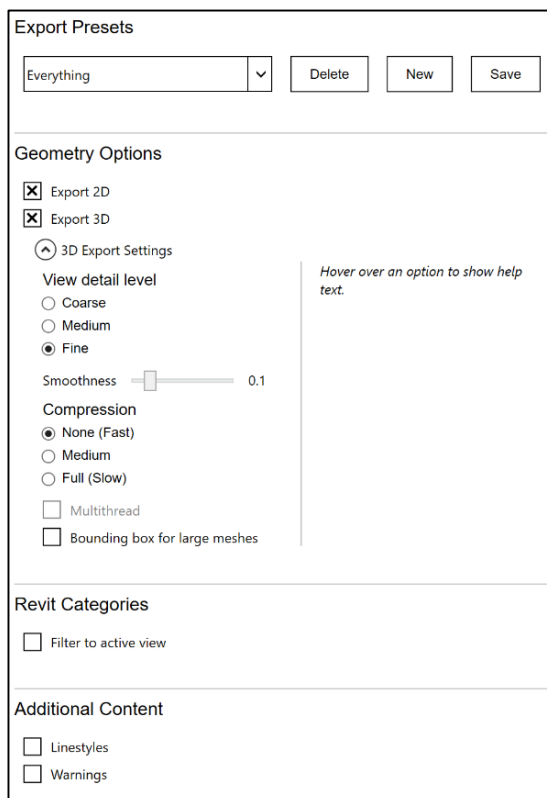 Export Presets
Everything
Delete
New
Save
Geometry Options
Export 2D
Export 3D
3D Export Settings
View detail level
Coarse
Medium
Fine
Smoothness 0.1
Compression
None (Fast)
Medium
Full (Slow)
Multithread
Bounding box for large meshes
Hover over an option to show help
text.
Revit Categories
Filter to active view
Additional Content
Linestyles
Warnings